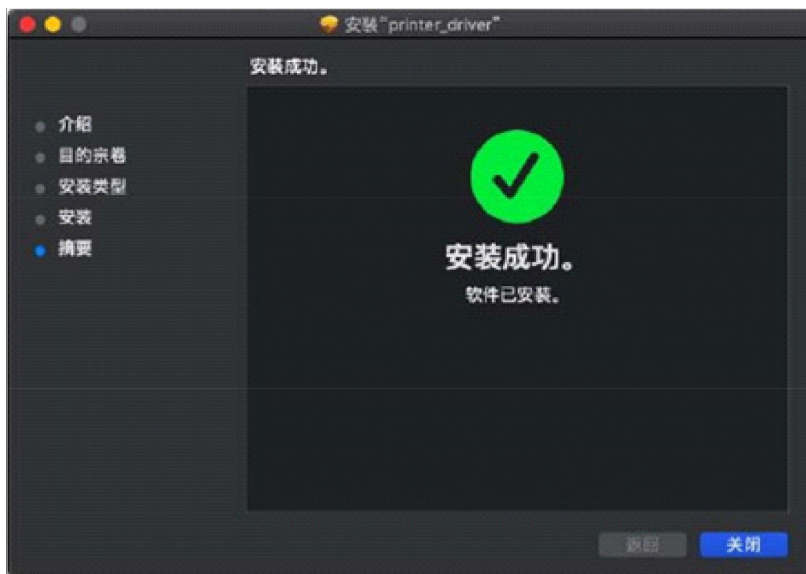 安装“printer_driver”
安装成功。
介绍
目的宗卷
安装类型
安装
摘要
安装成功。
软件已安装。
返回
关闭